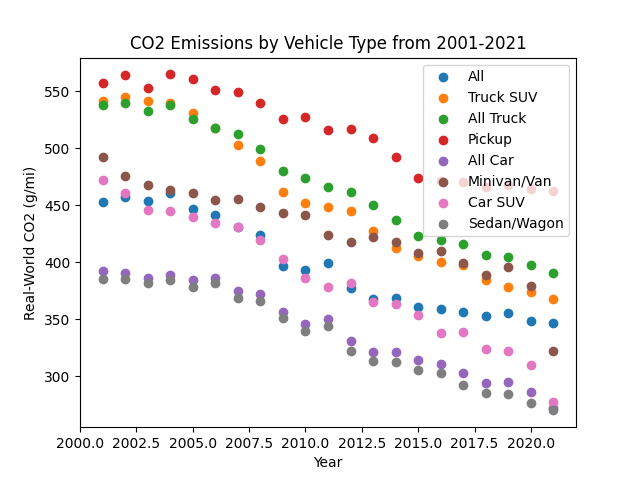 CO2 Emissions by Vehicle Type from 2001-2021
All
Truck SUV
All Truck
Pickup
All Car
Minivan/Van
Car SUV
Sedan/Wagon
Real-World CO2 (g/mi)
550
500
450
400
350
300
2000.0 2002.5 2005.0 2007.5 2010.0 2012.5 2015.0 2017.5 2020.0
Year